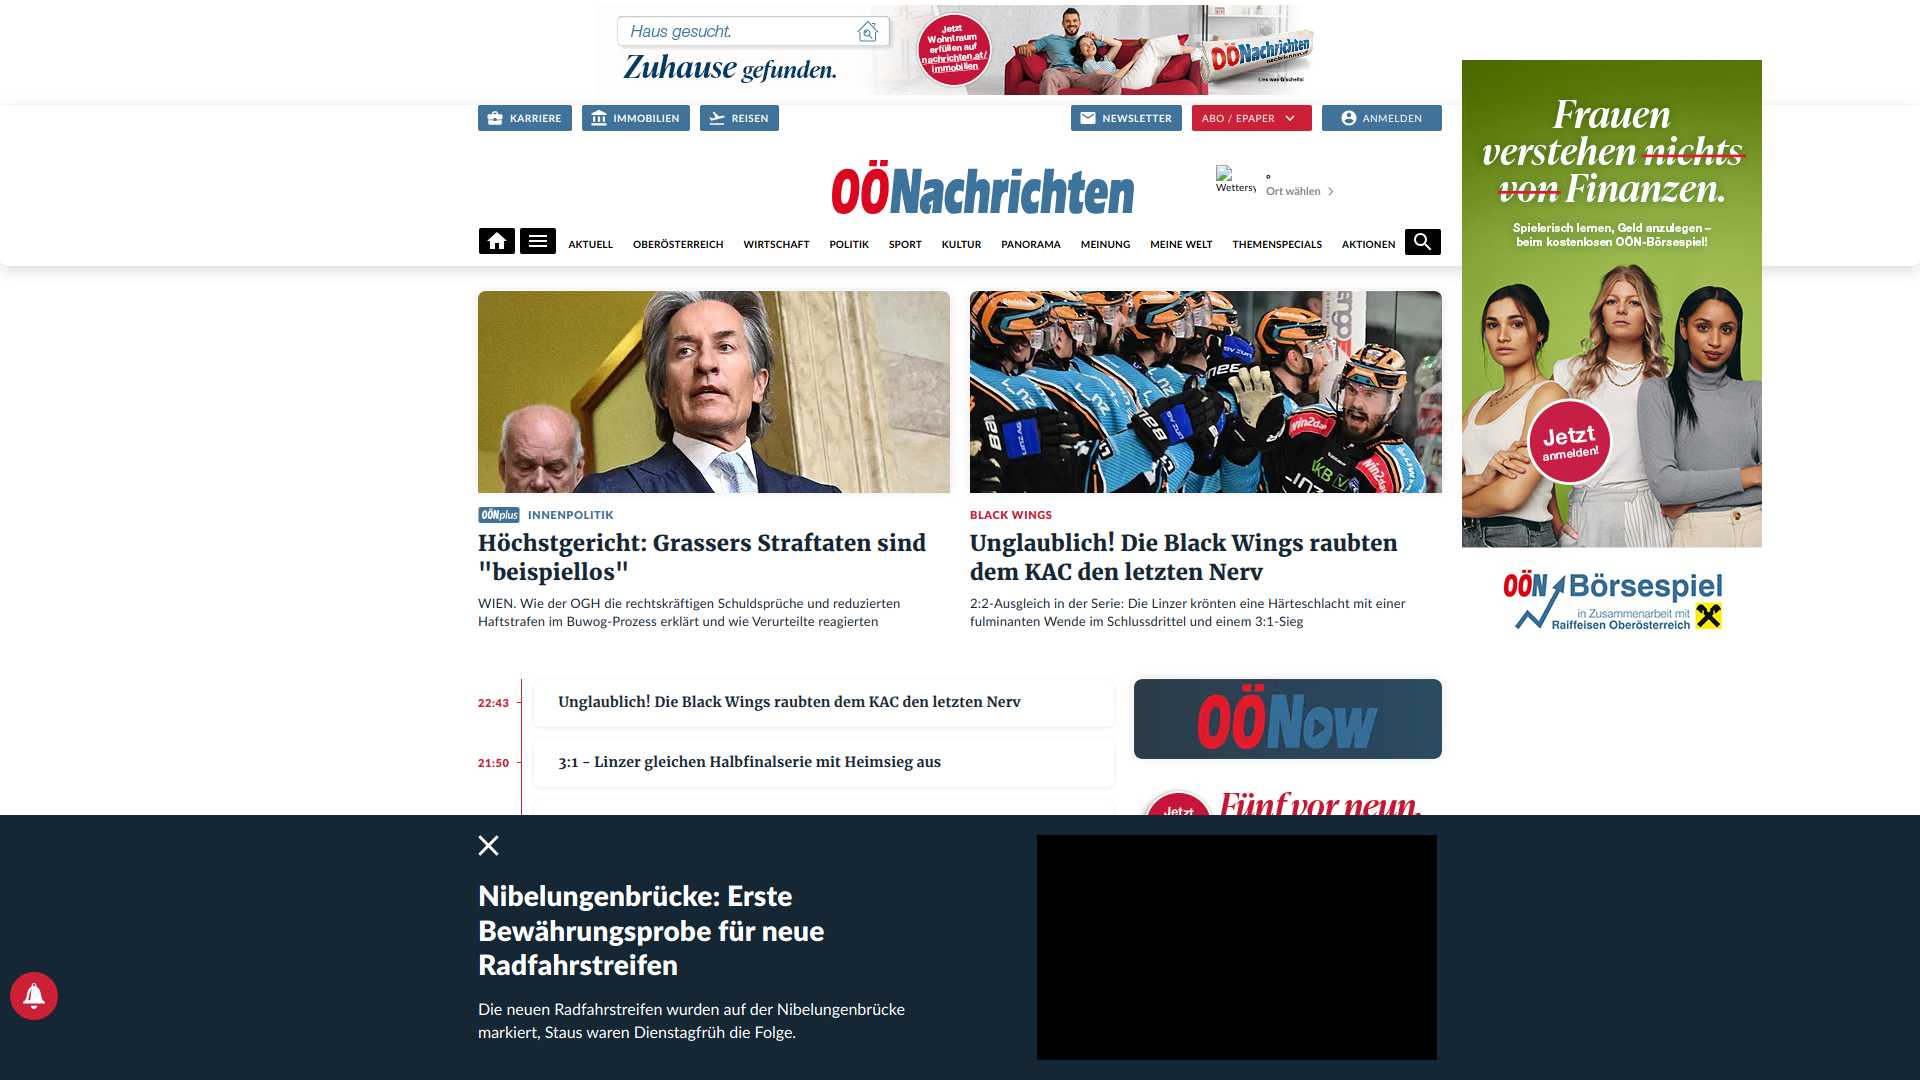 Haus gesucht.
Zuhause gefunden.
Jetzt
Wohntraum
erfüllen auf
nachrichten.at/
immobilien
OÖNachrichten
Lies was G'scheites!
KARRIERE
IMMOBILIEN
REISEN
NEWSLETTER
ABO / EPAPER
ANMELDEN
OÖNachrichten
Wettersy
°
Ort wählen
AKTUELL
OBERÖSTERREICH
WIRTSCHAFT
POLITIK
SPORT
KULTUR
PANORAMA
MEINUNG
MEINE WELT
THEMENSPECIALS
AKTIONEN
Frauen
verstehen nichts
von Finanzen.
Spielerisch lernen, Geld anzulegen –
beim kostenlosen OÖN-Börsespiel!
Jetzt
anmelden!
OÖN Börsespiel
in Zusammenarbeit mit
Raiffeisen Oberösterreich
OÖNplus INNENPOLITIK
Höchstgericht: Grassers Straftaten sind
"beispiellos"
WIEN. Wie der OGH die rechtskräftigen Schuldsprüche und reduzierten
Haftstrafen im Buwog-Prozess erklärt und wie Verurteilte reagierten
BLACK WINGS
Unglaublich! Die Black Wings raubten
dem KAC den letzten Nerv
2:2-Ausgleich in der Serie: Die Linzer krönten eine Härteschlacht mit einer
fulminanten Wende im Schlussdrittel und einem 3:1-Sieg
22:43
Unglaublich! Die Black Wings raubten dem KAC den letzten Nerv
21:50
3:1 – Linzer gleichen Halbfinalserie mit Heimsieg aus
OÖNow
Jetzt
Fünf vor neun.
Nibelungenbrücke: Erste
Bewährungsprobe für neue
Radfahrstreifen
Die neuen Radfahrstreifen wurden auf der Nibelungenbrücke
markiert, Staus waren Dienstagfrüh die Folge.